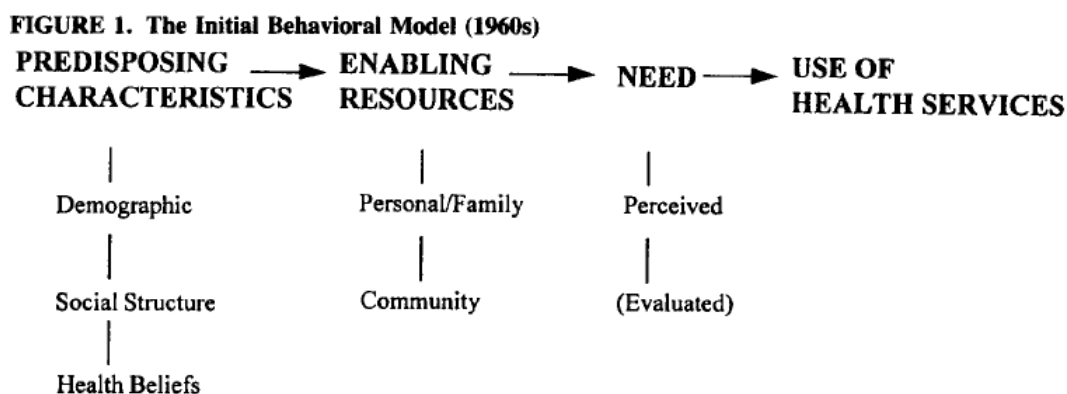 FIGURE 1. The Initial Behavioral Model (1960s)
PREDISPOSING
CHARACTERISTICS
ENABLING
RESOURCES
NEED
USE OF
HEALTH SERVICES
Demographic
Personal/Family
Perceived
Social Structure
Community
(Evaluated)
Health Beliefs